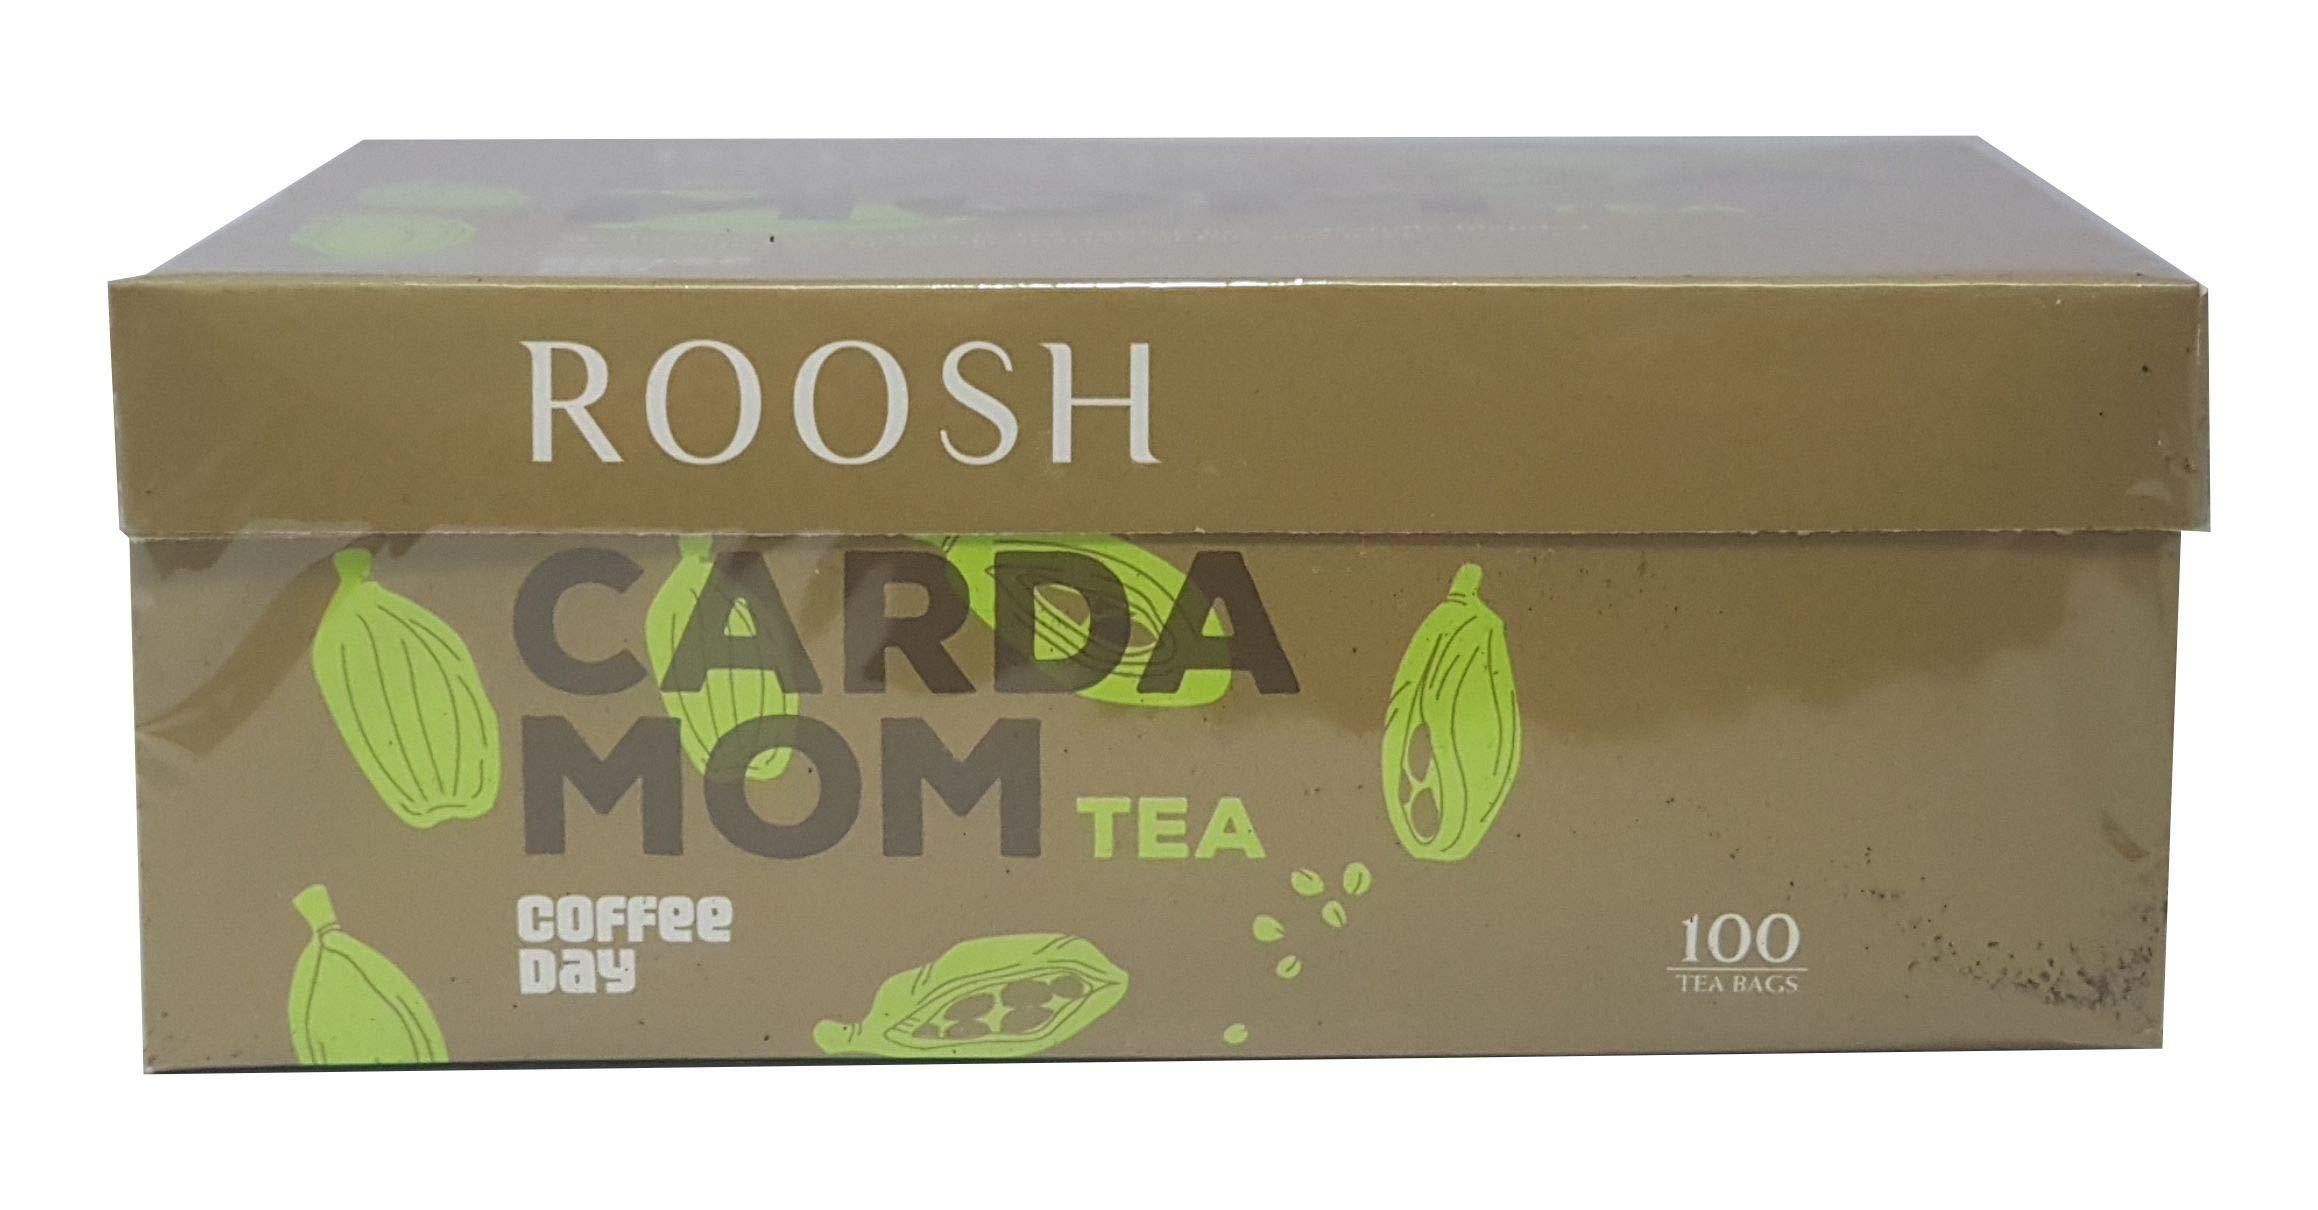 ROOSH
CARDA
MOM TEA
COFFEE
DAY
100
TEA BAGS